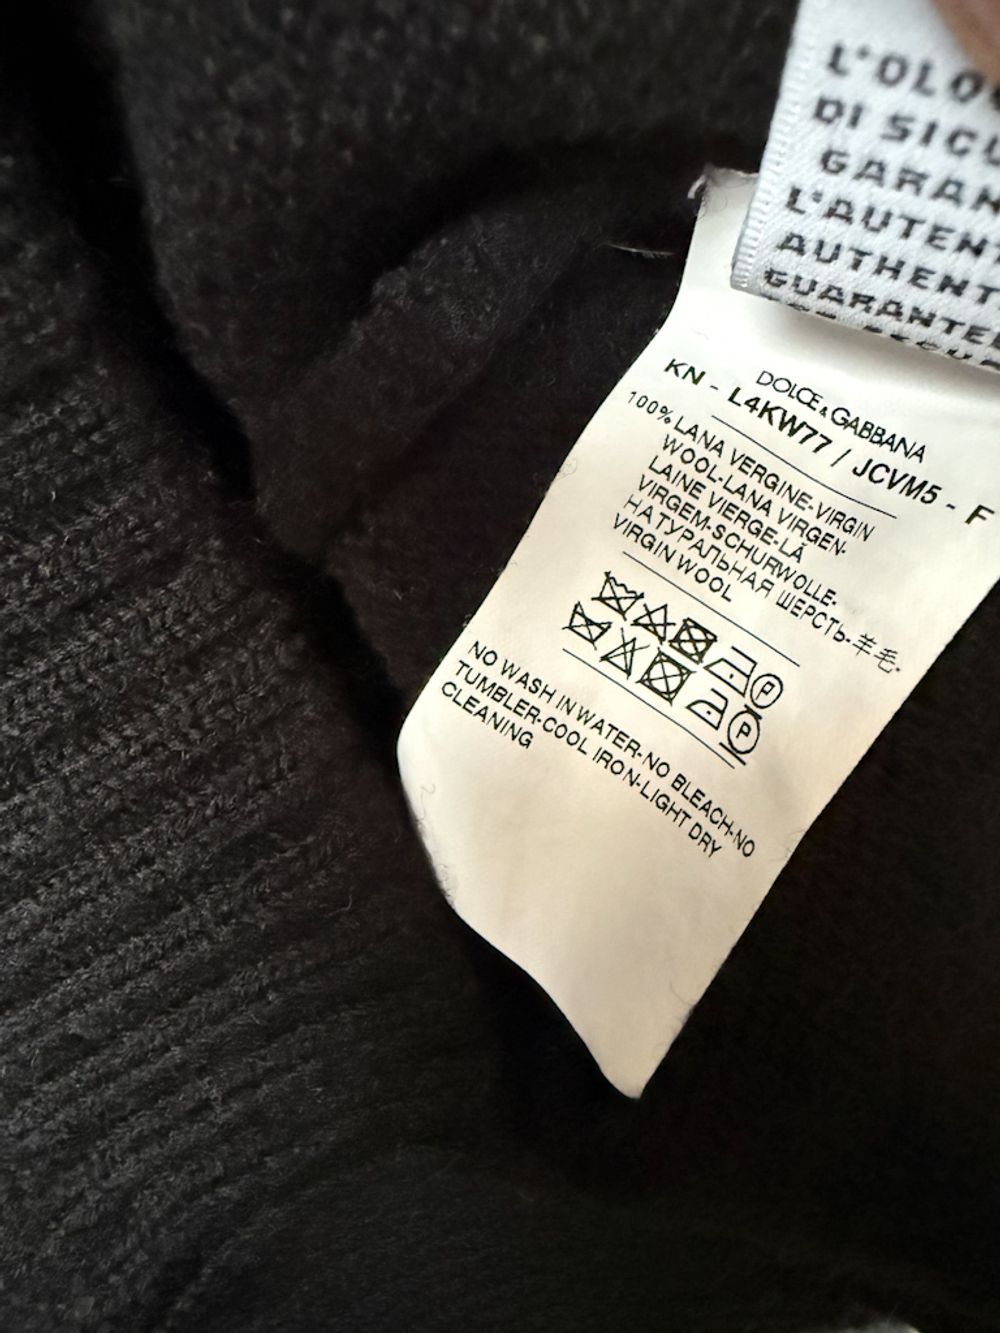 L'OLO
DI SICU
GARAN
L'AUTENT
AUTHENT
GUARANTEE
DOLCE & GABBANA
KN - L4KW77 / JCVM5 - F
100% LANA VERGINE-VIRGIN
WOOL-LANA VIRGEN-
LAINE VIERGE-LÃ
VIRGEM-SCHURWOLLE-
НАТУРАЛЬНАЯ ШЕРСТЬ-羊毛-
VIRGIN WOOL
P
P
NO WASH IN WATER-NO BLEACH-NO
TUMBLER-COOL IRON-LIGHT DRY
CLEANING